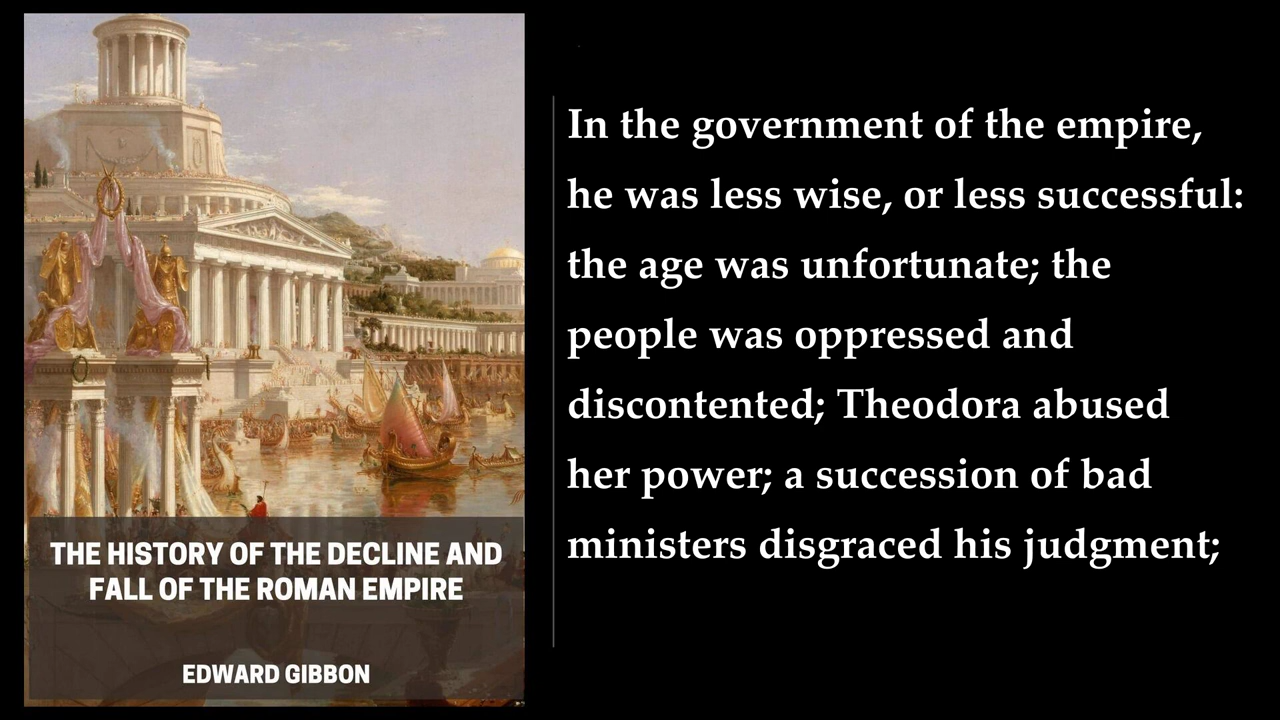 THE HISTORY OF THE DECLINE AND
FALL OF THE ROMAN EMPIRE
EDWARD GIBBON
In the government of the empire,
he was less wise, or less successful:
the age was unfortunate; the
people was oppressed and
discontented; Theodora abused
her power; a succession of bad
ministers disgraced his judgment;